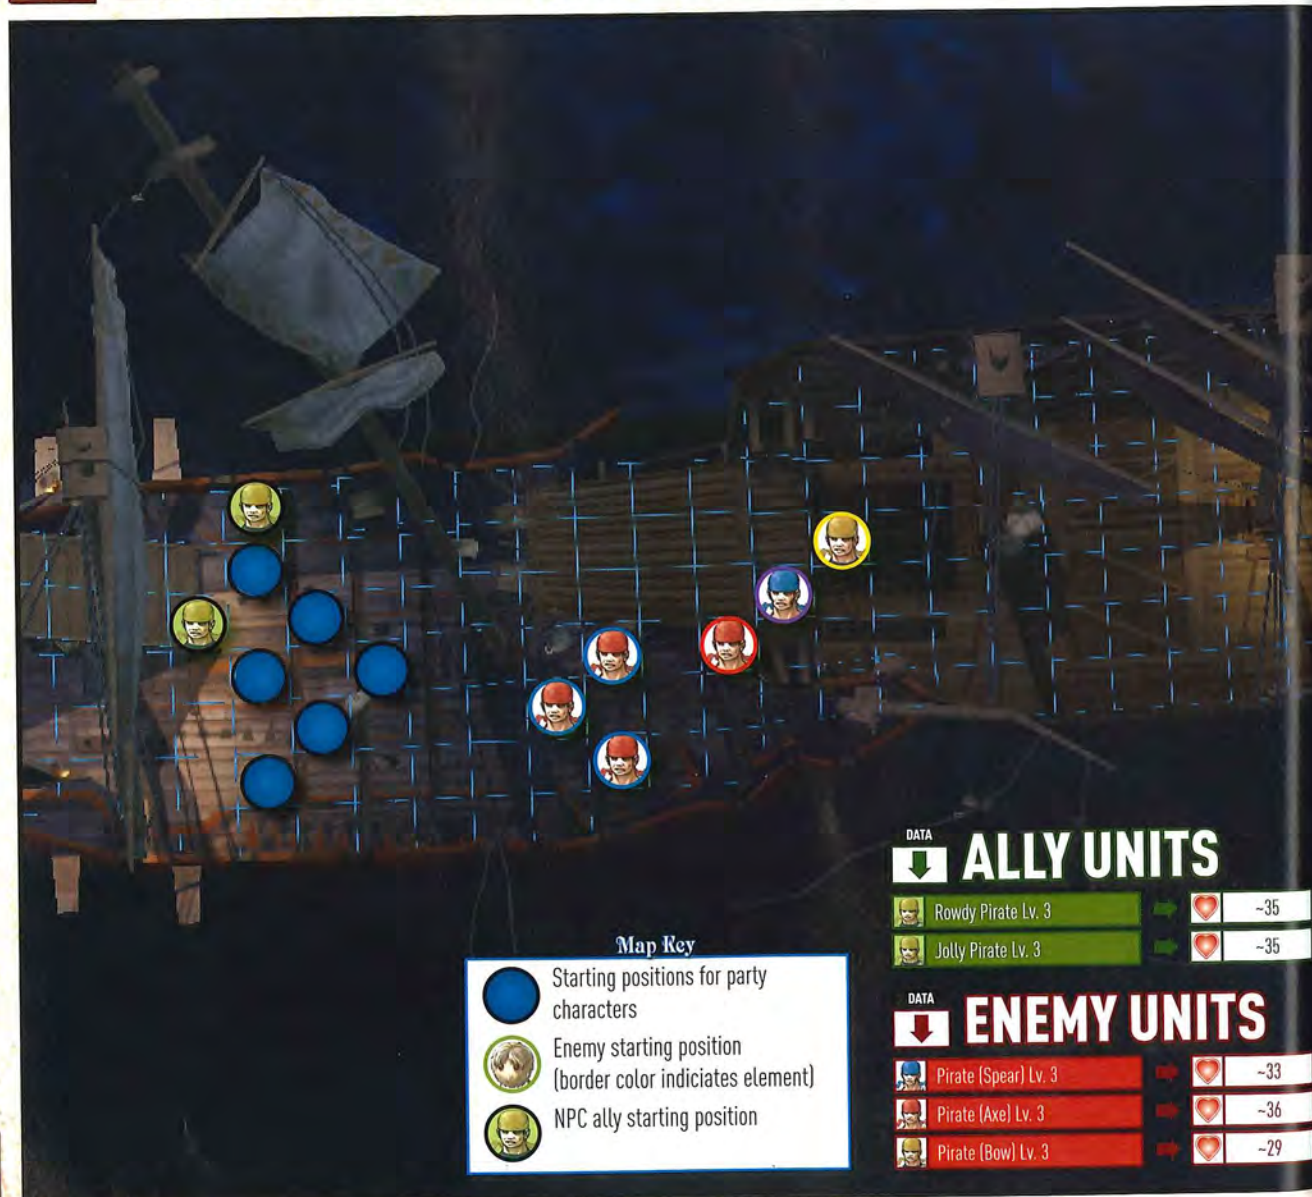 DATA
ALLY UNITS
Rowdy Pirate Lv. 3
~35
Jolly Pirate Lv. 3
~35
Map Key
Starting positions for party
characters
Enemy starting position
(border color indiciates element)
NPC ally starting position
DATA
ENEMY UNITS
Pirate (Spear) Lv. 3
~33
Pirate (Axe) Lv. 3
~36
Pirate (Bow) Lv. 3
~29